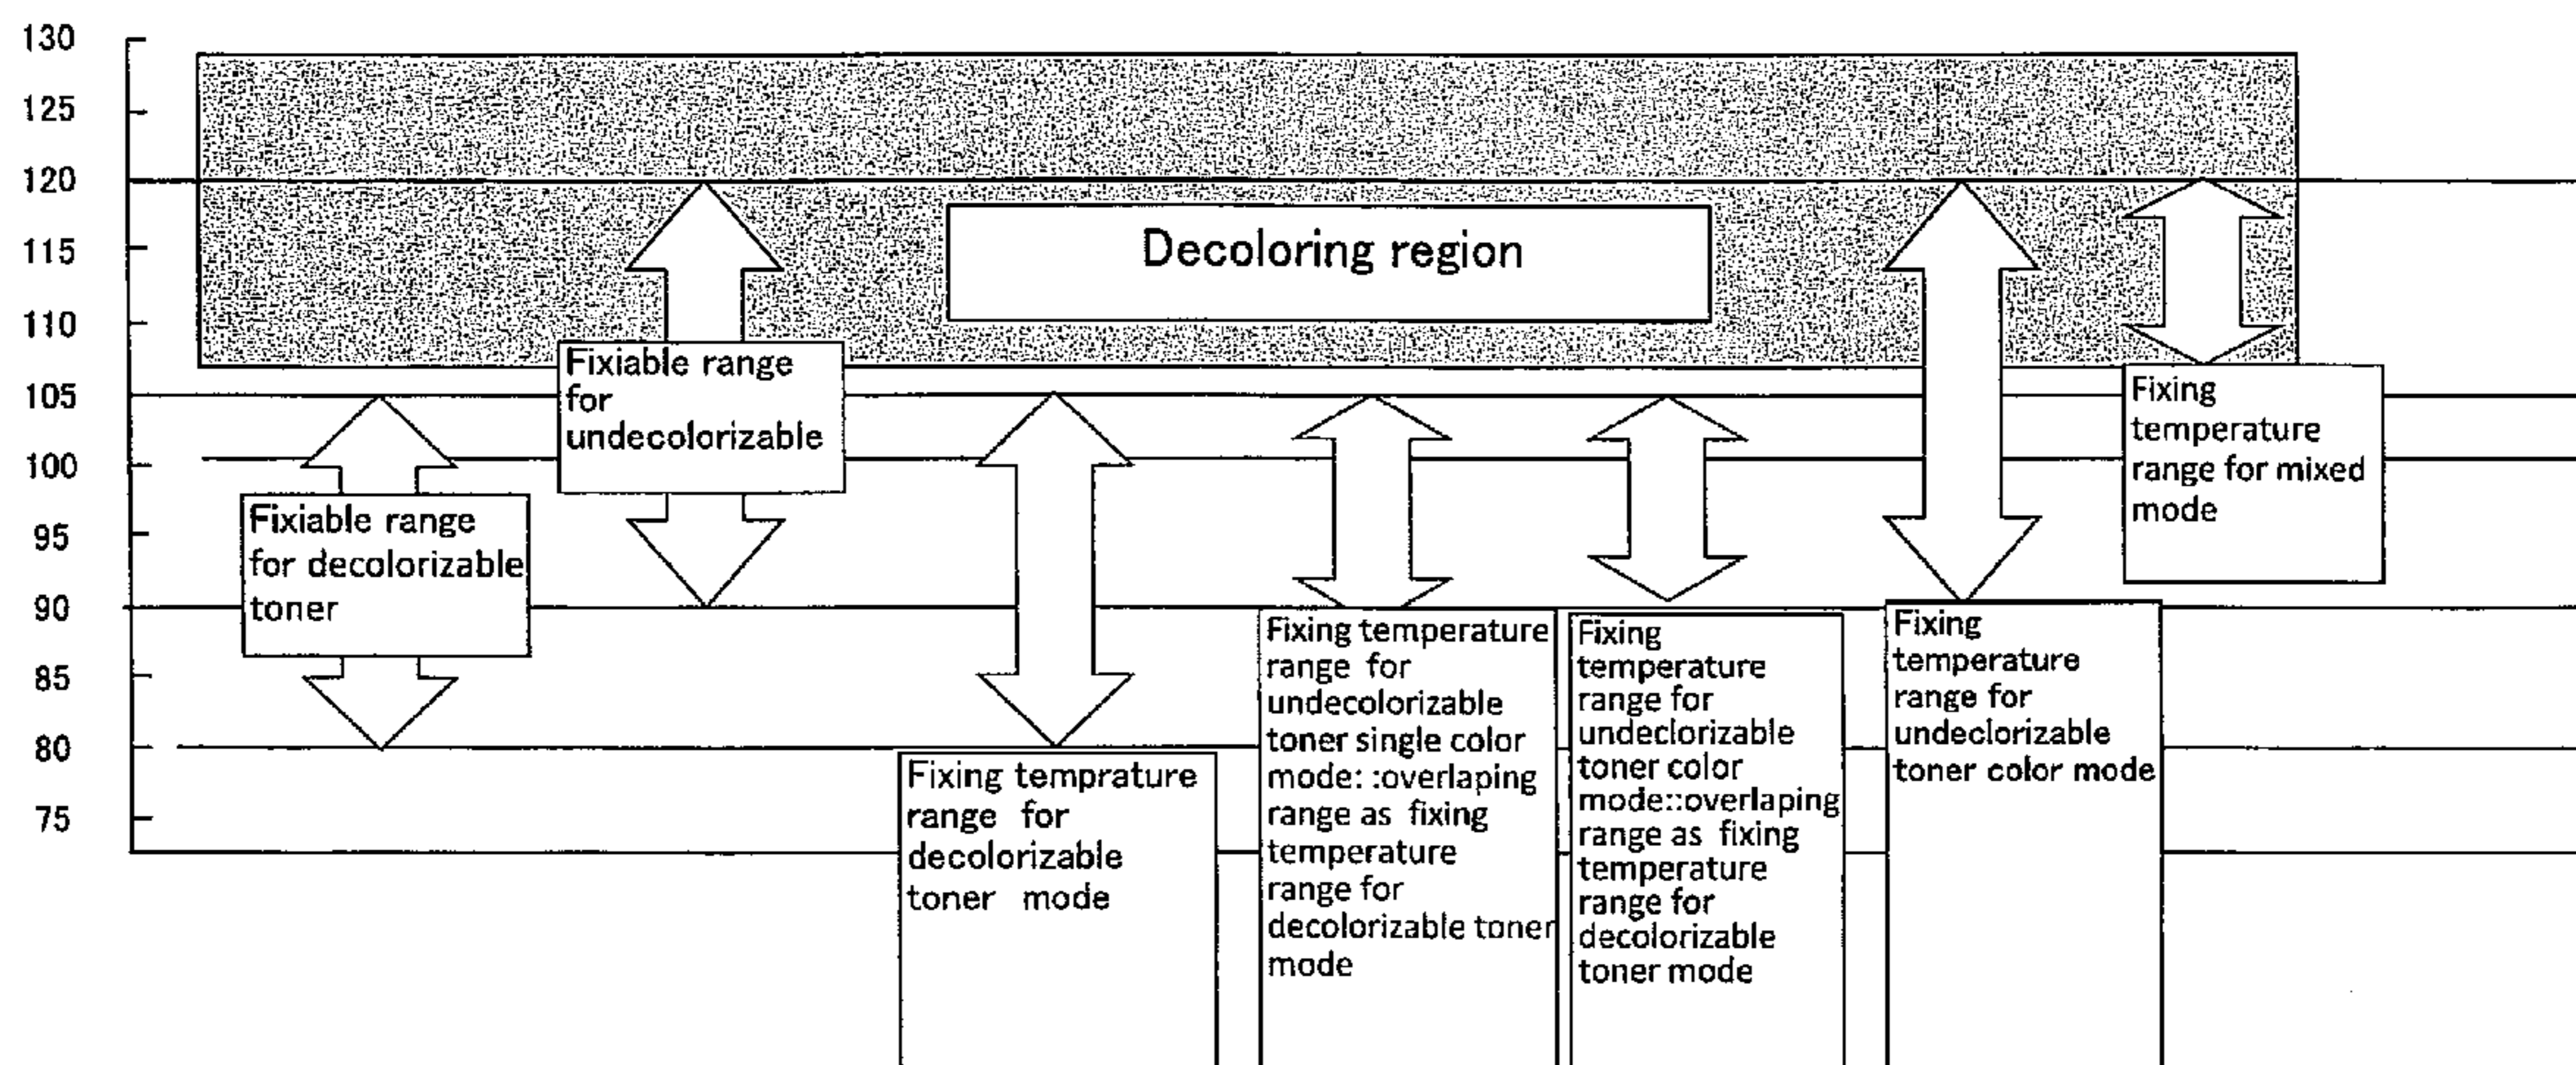 130
125
120
115
110
105
100
95
90
85
80
75
Decoloring region
Fixiable range
for decolorizable
toner
Fixiable range
for
undecolorizable
Fixing temprature
range for
decolorizable
toner mode
Fixing temperature
range for
undecolorizable
toner single color
mode: :overlaping
range as fixing
temperature
range for
decolorizable toner
mode
Fixing
temperature
range for
undeclorizable
toner color
mode::overlaping
range as fixing
temperature
range for
decolorizable
toner mode
Fixing
temperature
range for
undeclorizable
toner color mode
Fixing
temperature
range for mixed
mode